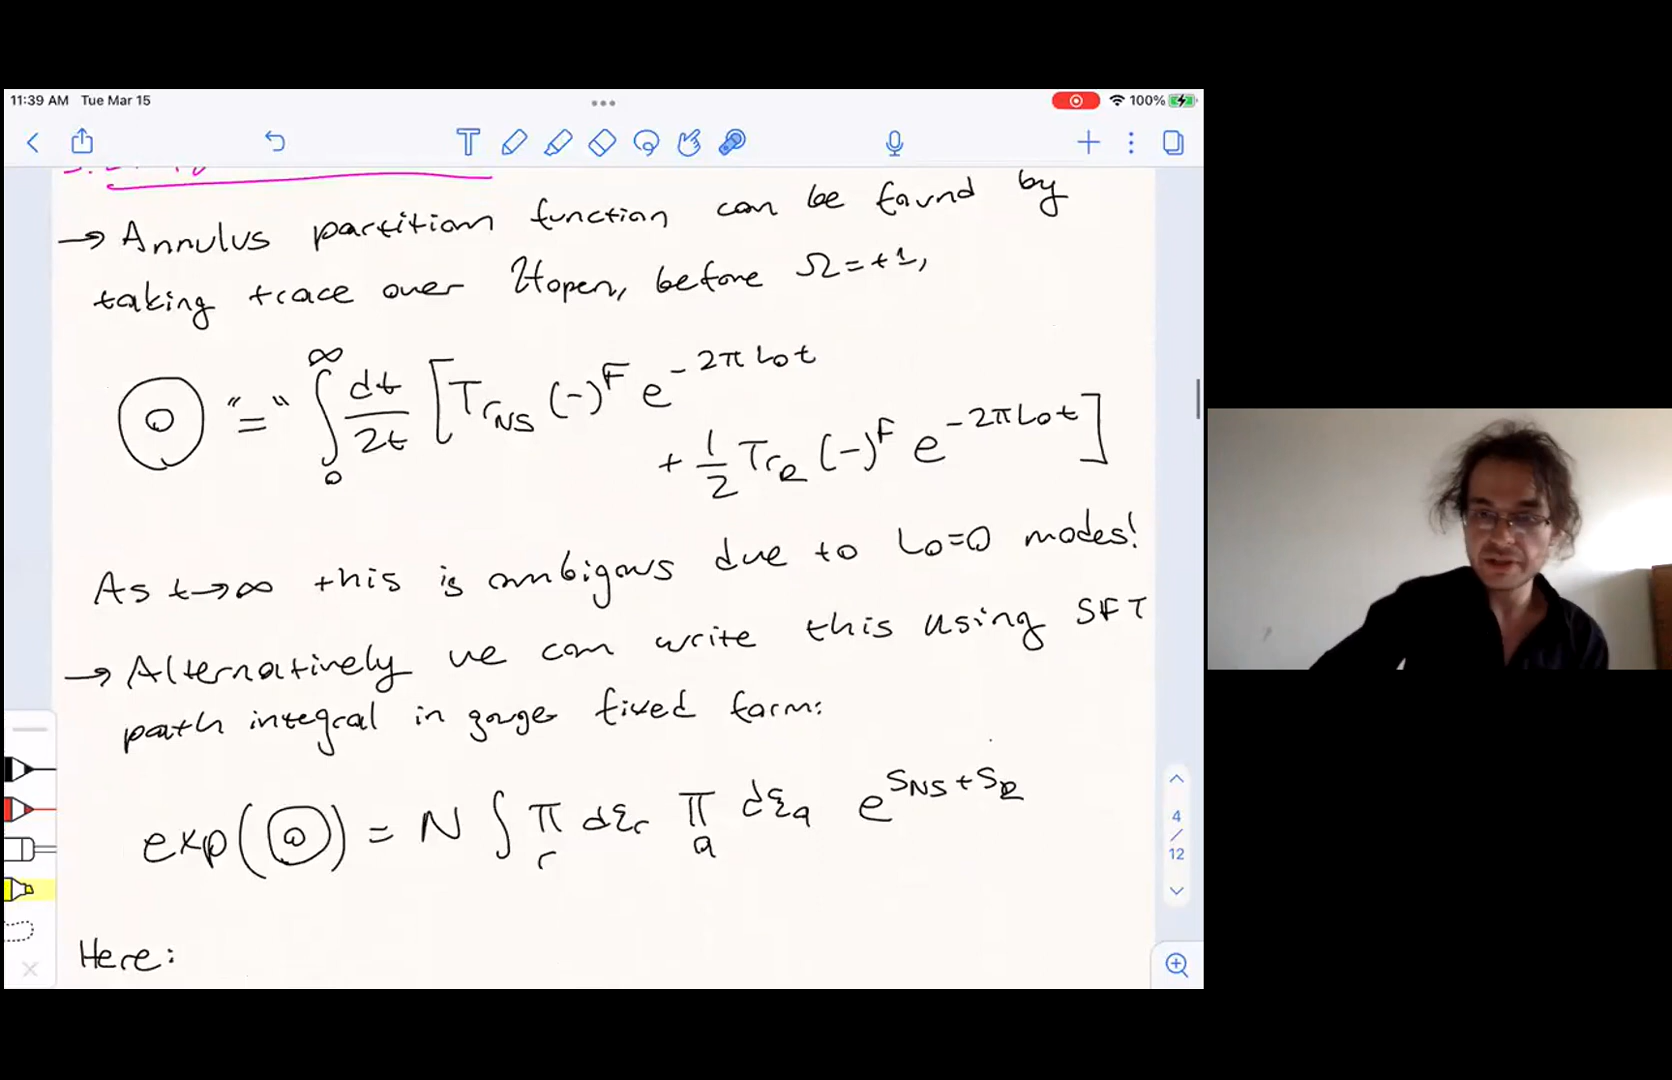 11:39 AM Tue Mar 15
100%
→ Annulus partition function can be found by
taking trace over ℋopen, before Ω=+1,
"=" ∫₀^∞ dt/2t [Tr_NS (-)^F e^{-2πL₀t}
+ 1/2 Tr_R (-)^F e^{-2πL₀t}]
As t→∞ this is ambigous due to L₀=0 modes!
→ Alternatively we can write this using SFT
path integral in gauge fixed form:
exp(◎) = N ∫ π_r dξ_r π_a dξ_a e^{S_NS+S_R}
Here:
4
/
12